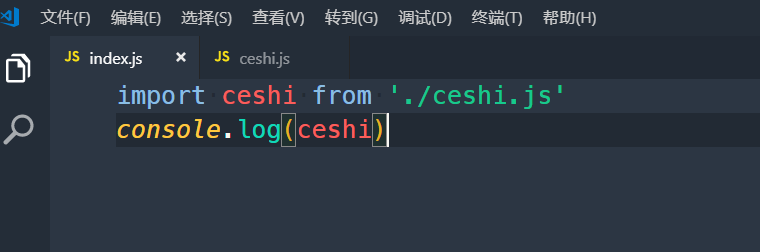 文件(F) 编辑(E) 选择(S) 查看(V) 转到(G) 调试(D) 终端(T) 帮助(H)
JS index.js × JS ceshi.js
import ceshi from './ceshi.js'
console.log(ceshi)